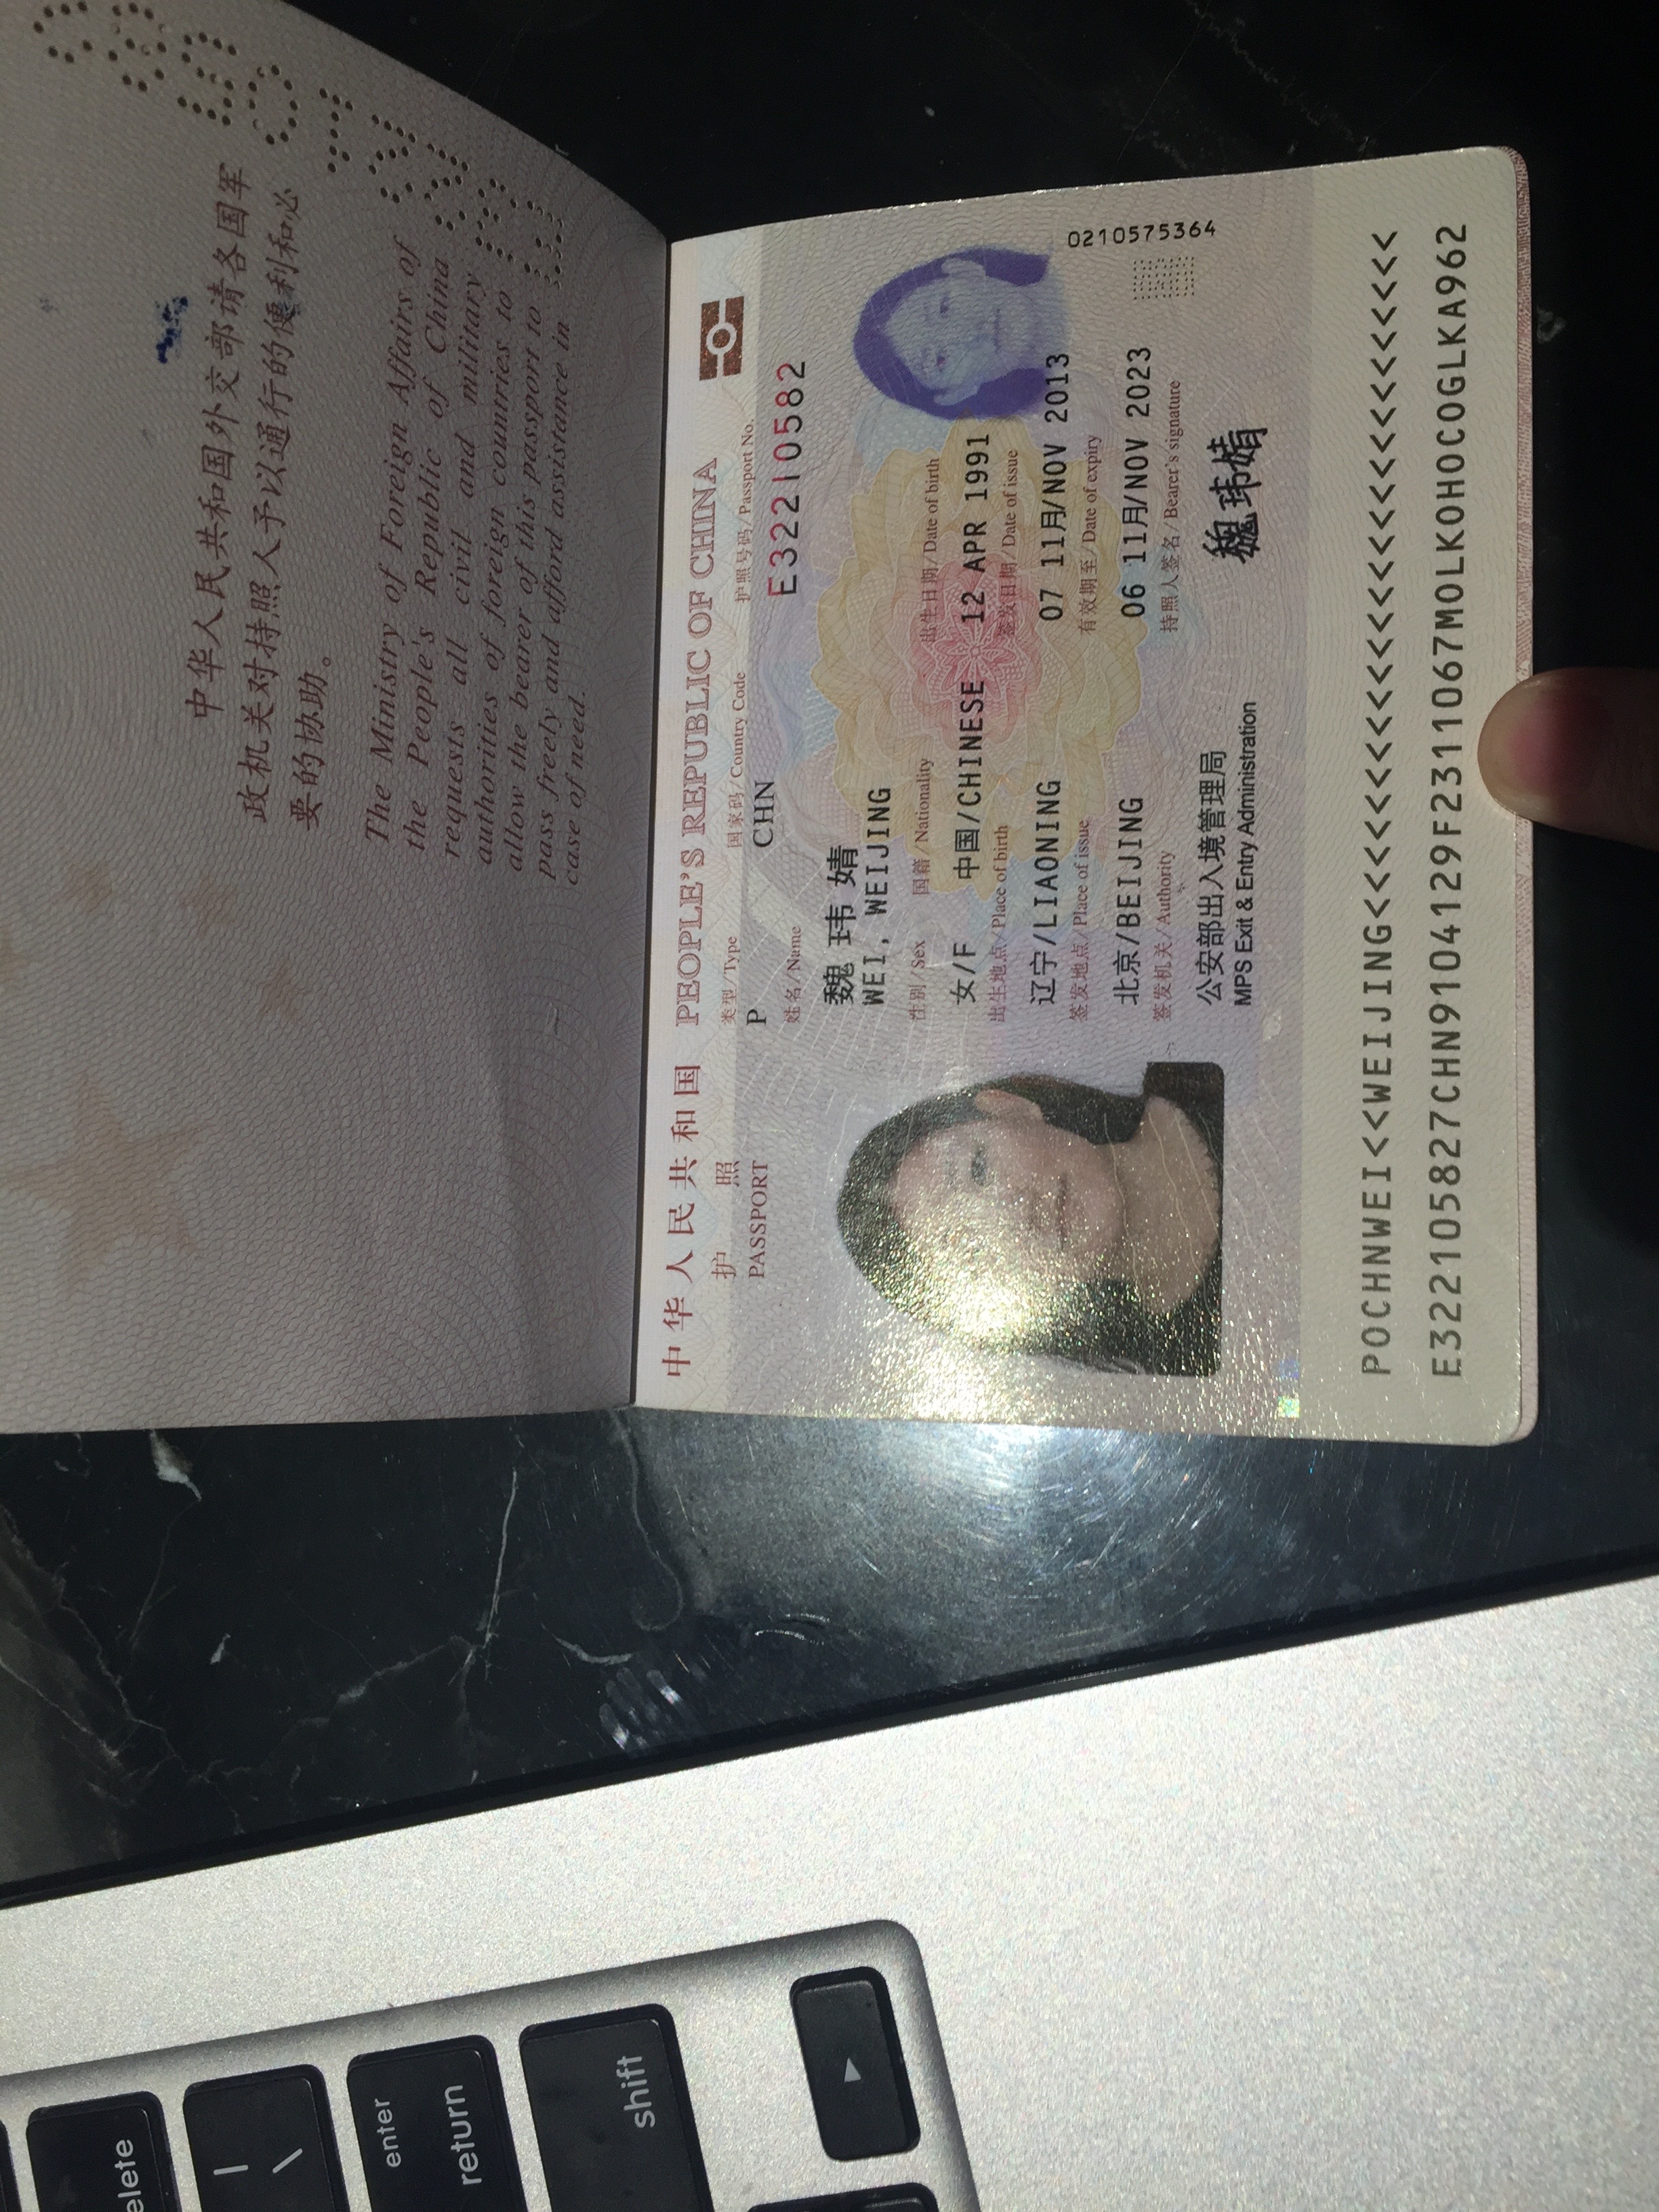 中华人民共和国外交部请各国军
政机关对持照人予以通行的便利和必
要的协助。
The Ministry of Foreign Affairs of
the People's Republic of China
requests all civil and military
authorities of foreign countries to
allow the bearer of this passport to
pass freely and afford assistance in
case of need.
中华人民共和国 PEOPLE'S REPUBLIC OF CHINA
护照 类型/Type 国家码/Country Code 护照号码/Passport No.
PASSPORT P CHN E32210582
姓名/Name
魏玮婧
WEI, WEIJING
性别/Sex 国籍/Nationality 出生日期/Date of birth
女/F 中国/CHINESE 12 APR 1991
出生地点/Place of birth 签发日期/Date of issue
辽宁/LIAONING 07 11月/NOV 2013
签发地点/Place of issue 有效期至/Date of expiry
北京/BEIJING 06 11月/NOV 2023
签发机关/Authority 持照人签名/Bearer's signature
公安部出入境管理局
MPS Exit & Entry Administration
魏玮婧
0210575364
POCHNWEI<<WEIJING<<<<<<<<<<<<<<<<<<<<<<<<<<<
E322105827CHN9104129F2311067MOLKOHOCOGLKA962
elete
| \
enter
return
shift